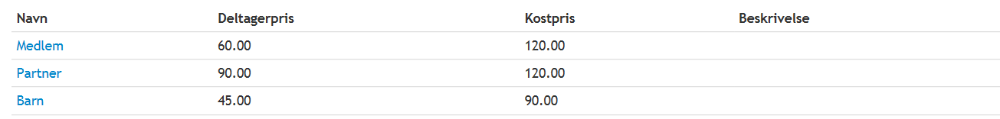 Navn Deltagerpris Kostpris Beskrivelse
Medlem 60.00 120.00
Partner 90.00 120.00
Barn 45.00 90.00